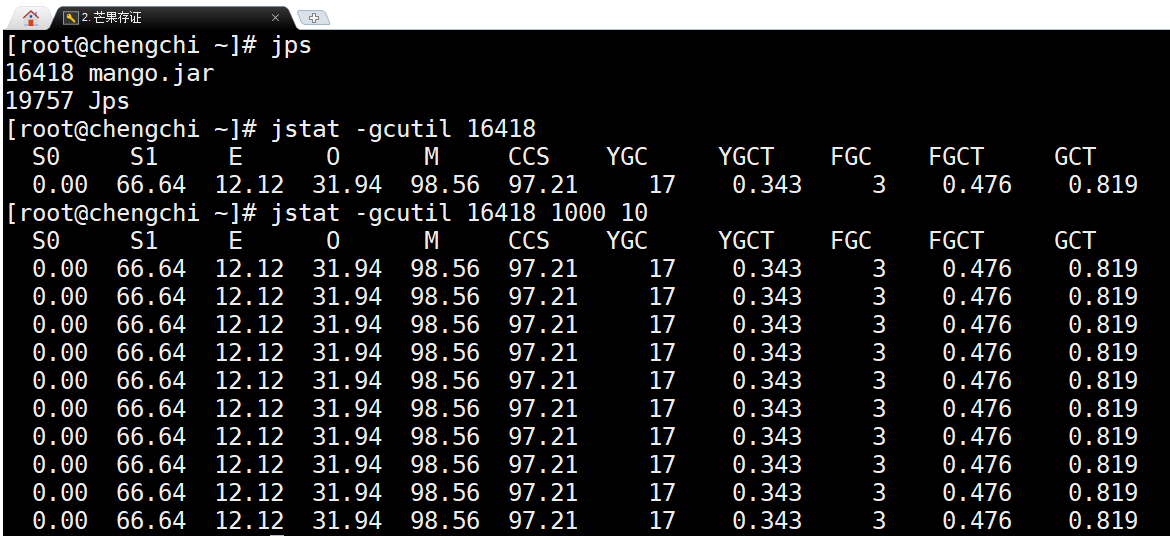 2. 芒果存证
[root@chengchi ~]# jps
16418 mango.jar
19757 Jps
[root@chengchi ~]# jstat -gcutil 16418
S0 S1 E O M CCS YGC YGCT FGC FGCT GCT
0.00 66.64 12.12 31.94 98.56 97.21 17 0.343 3 0.476 0.819
[root@chengchi ~]# jstat -gcutil 16418 1000 10
S0 S1 E O M CCS YGC YGCT FGC FGCT GCT
0.00 66.64 12.12 31.94 98.56 97.21 17 0.343 3 0.476 0.819
0.00 66.64 12.12 31.94 98.56 97.21 17 0.343 3 0.476 0.819
0.00 66.64 12.12 31.94 98.56 97.21 17 0.343 3 0.476 0.819
0.00 66.64 12.12 31.94 98.56 97.21 17 0.343 3 0.476 0.819
0.00 66.64 12.12 31.94 98.56 97.21 17 0.343 3 0.476 0.819
0.00 66.64 12.12 31.94 98.56 97.21 17 0.343 3 0.476 0.819
0.00 66.64 12.12 31.94 98.56 97.21 17 0.343 3 0.476 0.819
0.00 66.64 12.12 31.94 98.56 97.21 17 0.343 3 0.476 0.819
0.00 66.64 12.12 31.94 98.56 97.21 17 0.343 3 0.476 0.819
0.00 66.64 12.12 31.94 98.56 97.21 17 0.343 3 0.476 0.819